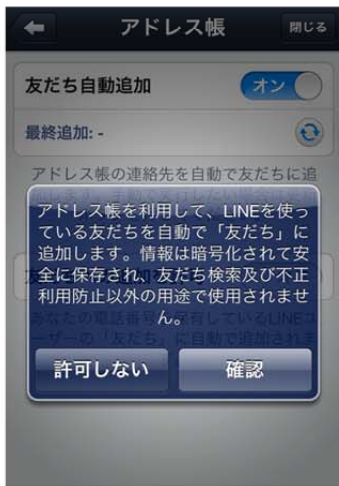 アドレス帳
閉じる
友だち自動追加
オン
最終追加: -
アドレス帳の連絡先を自動で友だちに追
アドレス帳を利用して、LINEを使っ
ている友だちを自動で「友だち」に
追加します。情報は暗号化されて安
全に保存され、友だち検索及び不正
利用防止以外の用途で使用されませ
ん。
許可しない
確認